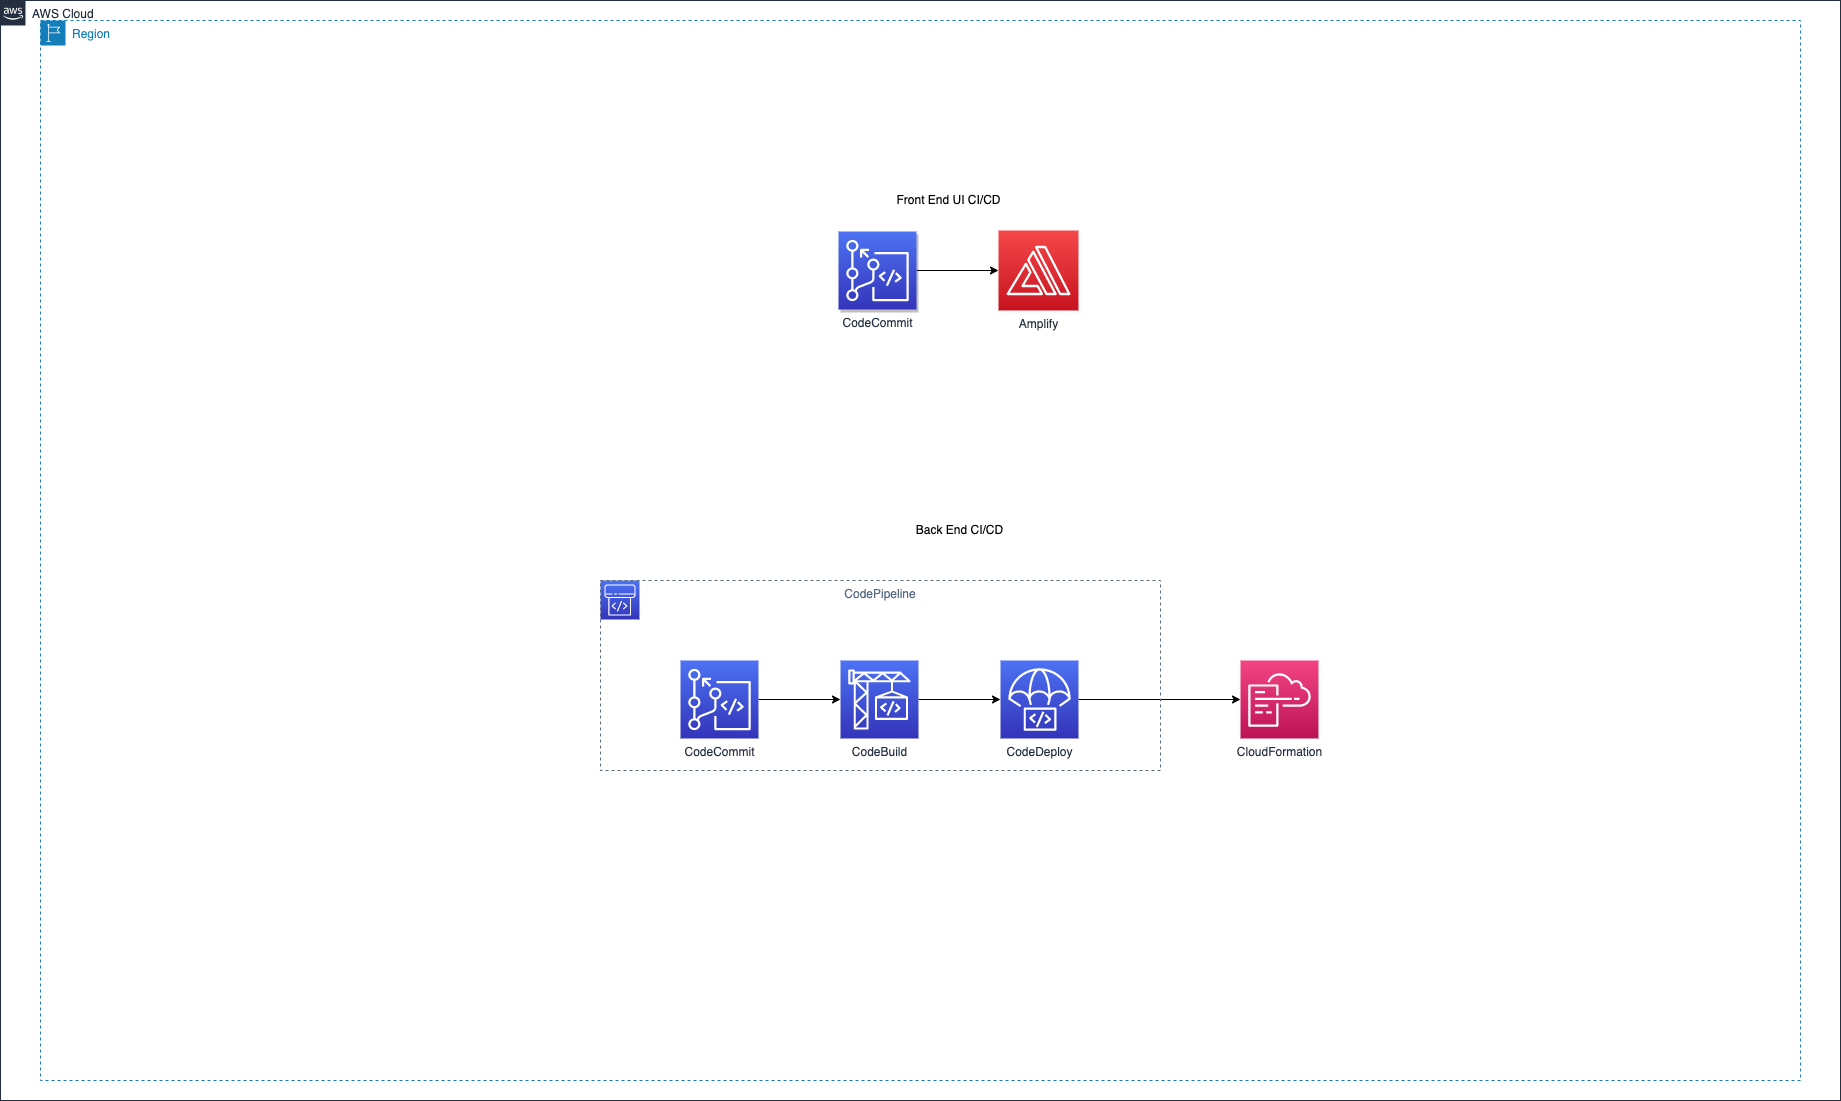 aws
AWS Cloud
Region
Front End UI CI/CD
</>
CodeCommit
Amplify
Back End CI/CD
CodePipeline
</>
</>
</>
</>
CodeCommit
CodeBuild
CodeDeploy
CloudFormation